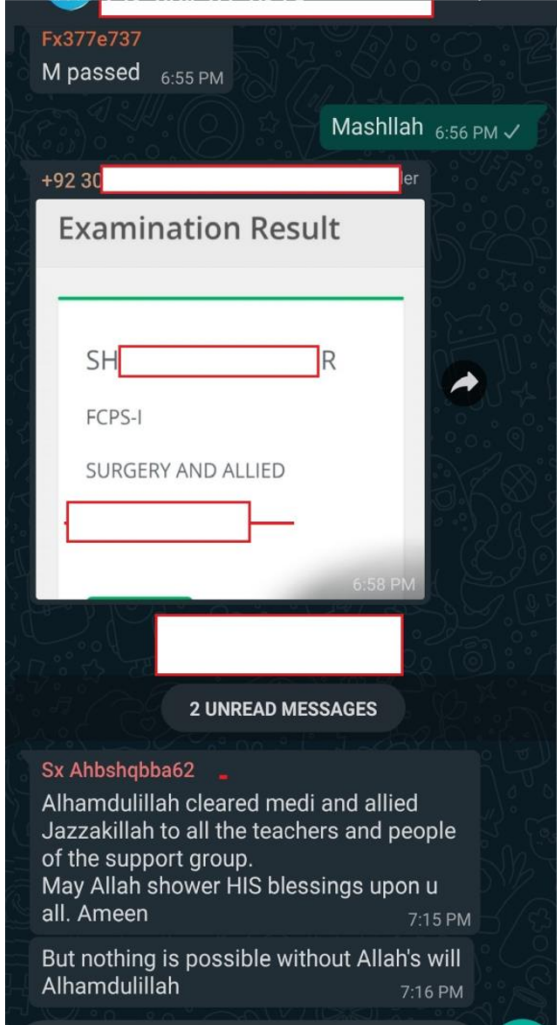 Fx377e737
M passed 6:55 PM
Mashllah 6:56 PM
+92 30
Examination Result
SH R
FCPS-I
SURGERY AND ALLIED
6:58 PM
2 UNREAD MESSAGES
Sx Ahbshqbba62
Alhamdulillah cleared medi and allied
Jazzakillah to all the teachers and people
of the support group.
May Allah shower HIS blessings upon u
all. Ameen 7:15 PM
But nothing is possible without Allah's will
Alhamdulillah 7:16 PM